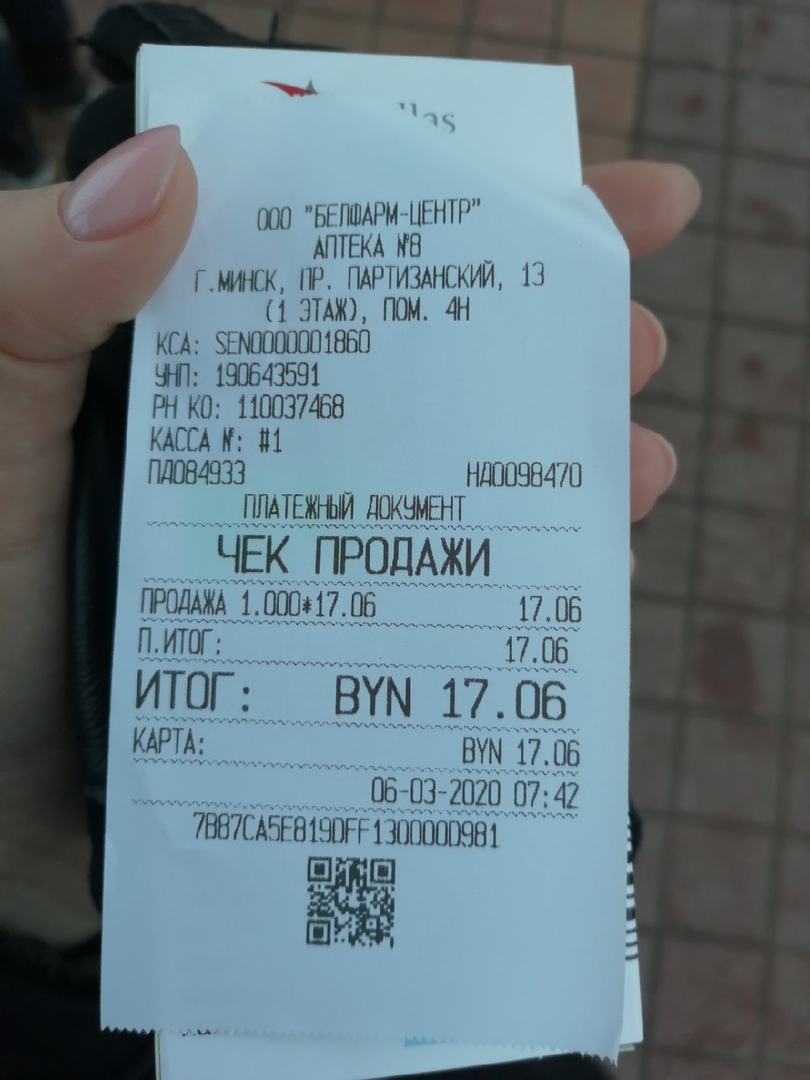 ООО "БЕЛФАРМ-ЦЕНТР"
АПТЕКА №8
Г.МИНСК, ПР. ПАРТИЗАНСКИЙ, 13
(1 ЭТАЖ), ПОМ. 4Н
КСА: SEN0000001860
УНП: 190643591
РН КО: 110037468
КАССА №: #1
ПД084933 НД0098470
ПЛАТЕЖНЫЙ ДОКУМЕНТ
ЧЕК ПРОДАЖИ
ПРОДАЖА 1.000*17.06 17.06
П.ИТОГ: 17.06
ИТОГ: BYN 17.06
КАРТА: BYN 17.06
06-03-2020 07:42
7B87CA5E819DFF1300000981